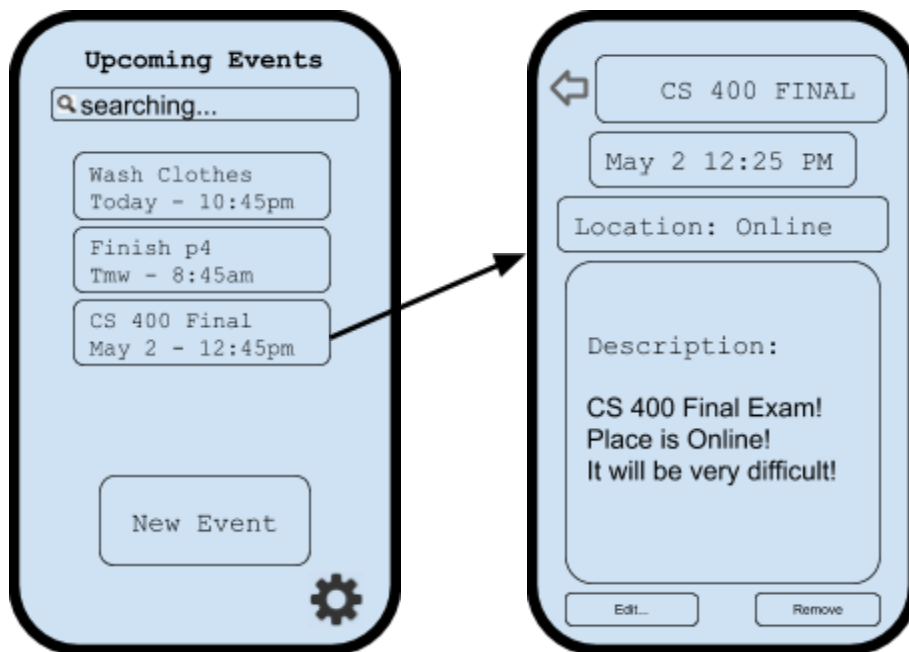 Upcoming Events
searching...
Wash Clothes
Today - 10:45pm
Finish p4
Tmw - 8:45am
CS 400 Final
May 2 - 12:45pm
New Event
CS 400 FINAL
May 2 12:25 PM
Location: Online
Description:
CS 400 Final Exam!
Place is Online!
It will be very difficult!
Edit...
Remove